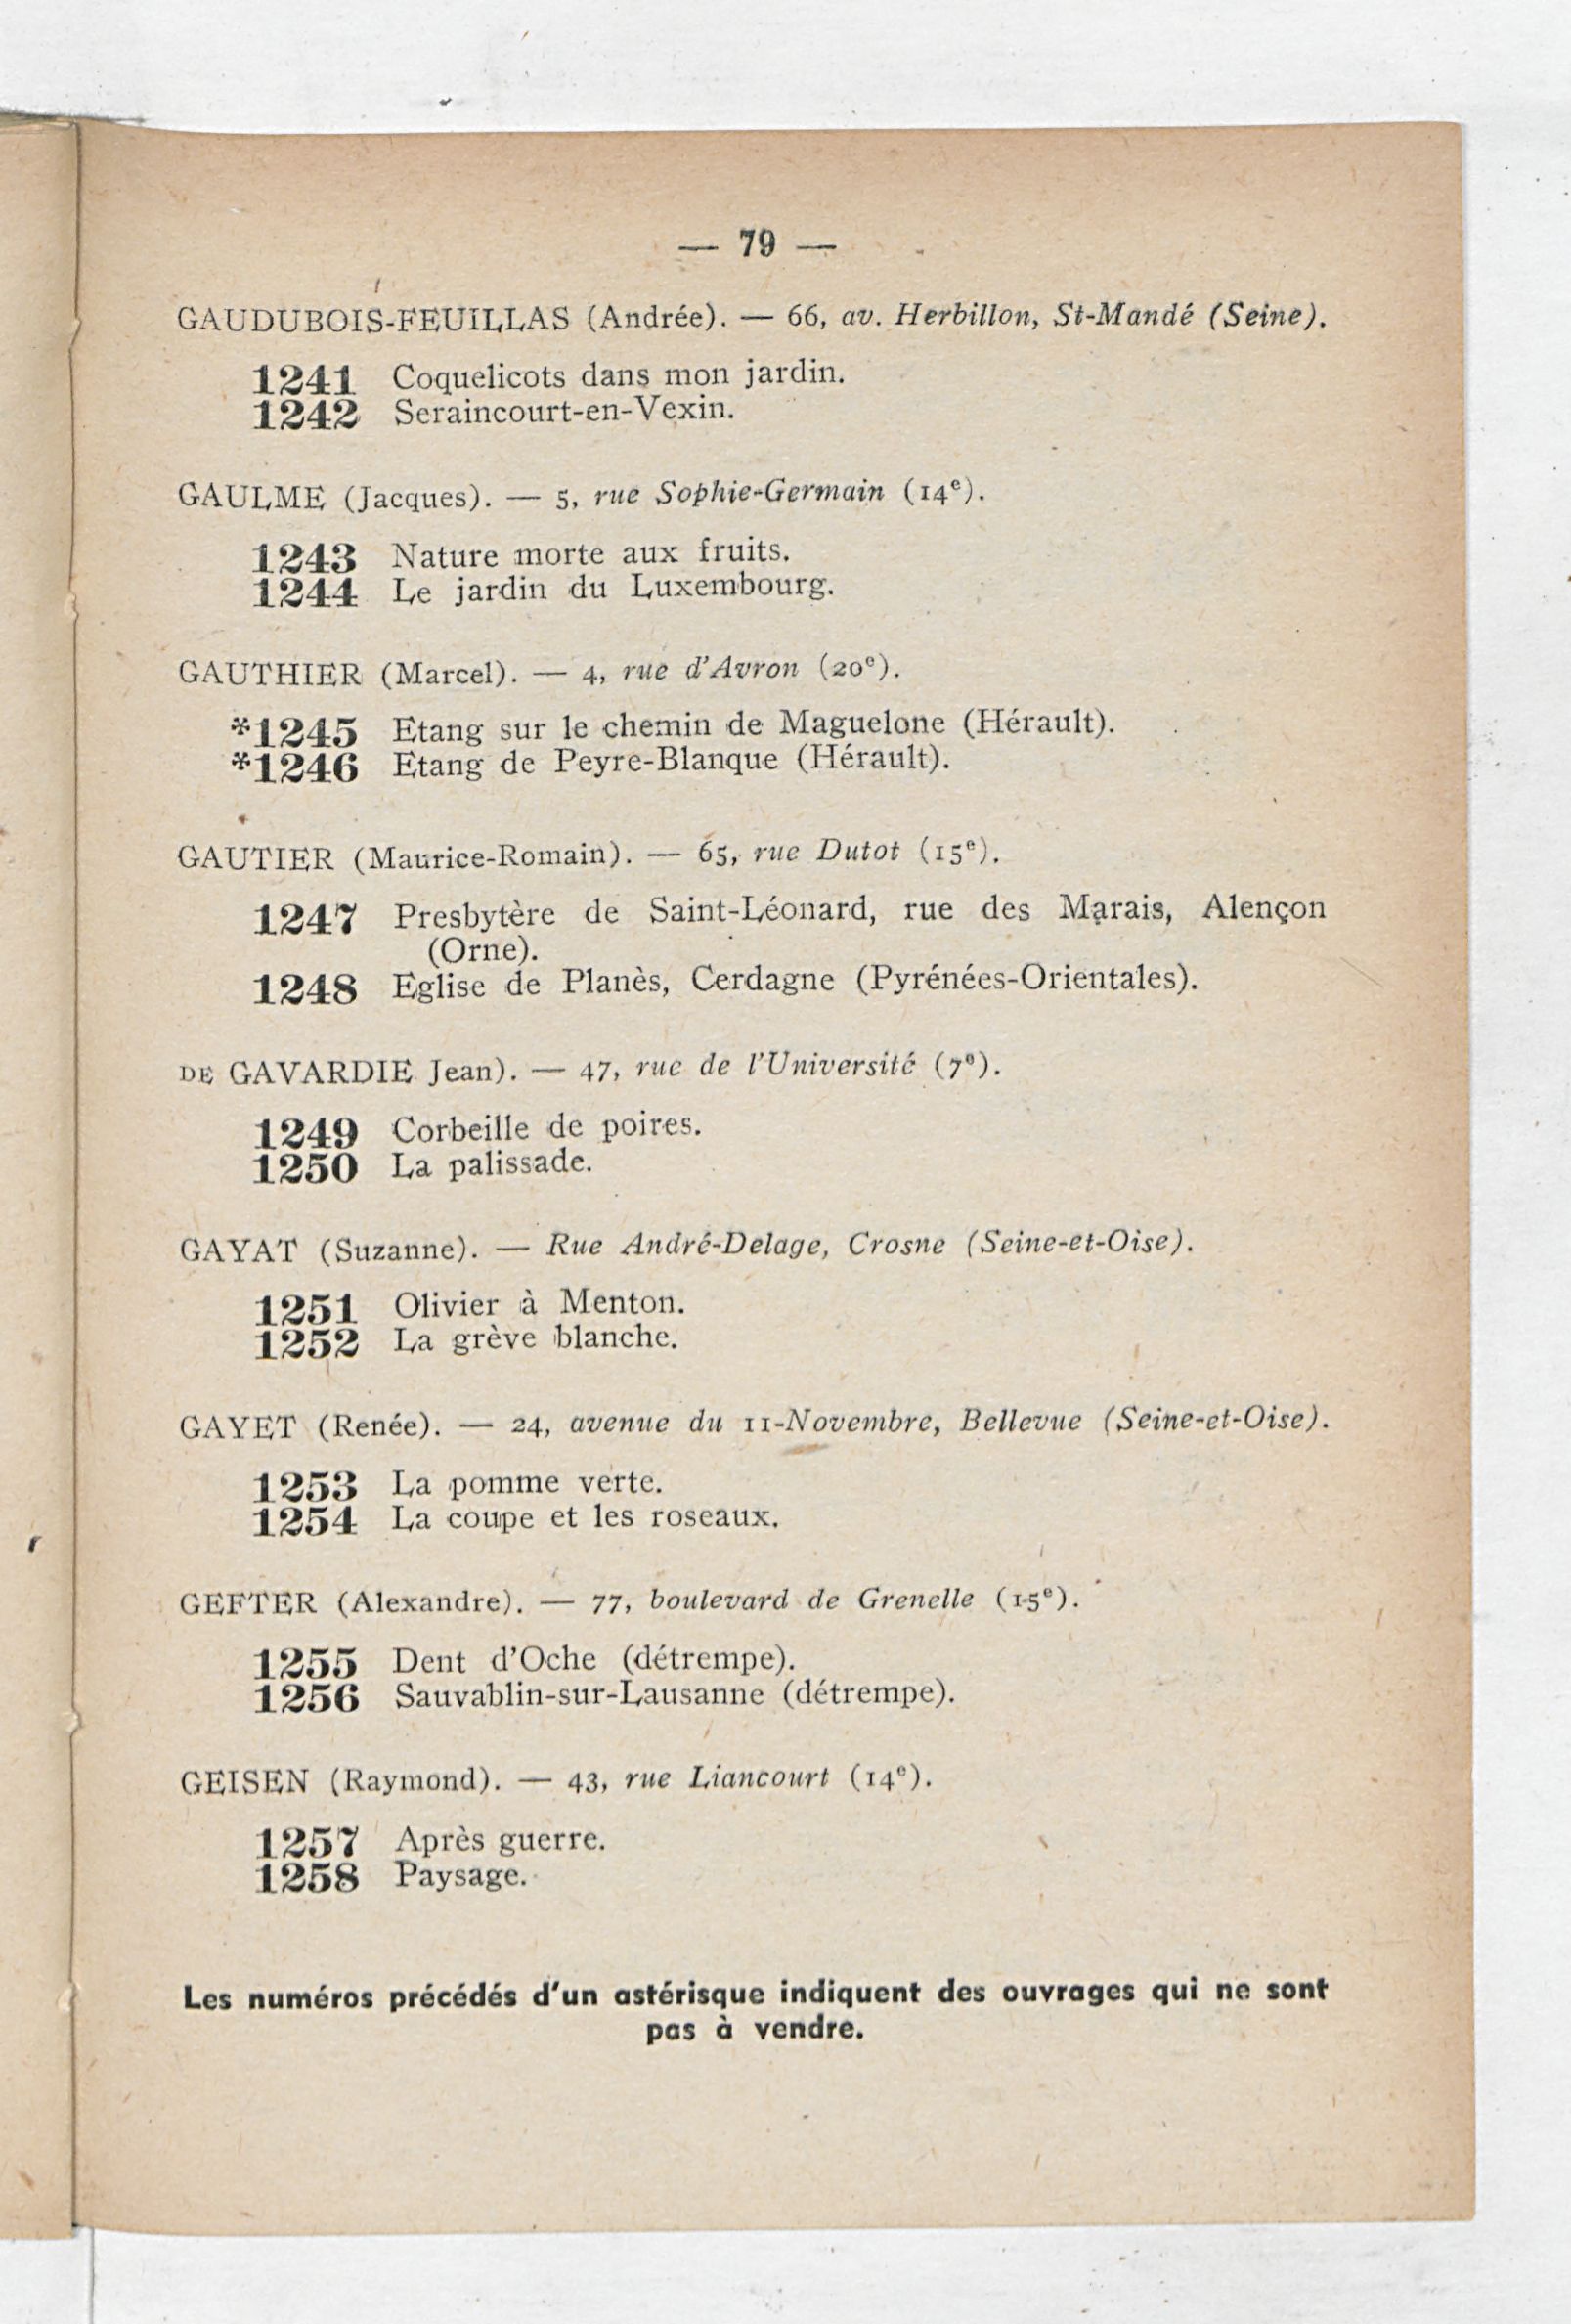 — 79 —
GAUDUBOIS-FEUILLAS (Andrée). — 66, av. Herbillon, St-Mandé (Seine).
1241 Coquelicots dans mon jardin.
1242 Seraincourt-en-Vexin.
GAULME (Jacques). — 5, rue Sophie-Germain (14e).
1243 Nature morte aux fruits.
1244 Le jardin du Luxembourg.
GAUTHIER (Marcel). — 4, rue d'Avron (20e).
*1245 Etang sur le chemin de Maguelone (Hérault).
*1246 Etang de Peyre-Blanque (Hérault).
GAUTIER (Maurice-Romain). — 65, rue Dutot (15e).
1247 Presbytère de Saint-Léonard, rue des Marais, Alençon
(Orne).
1248 Eglise de Planès, Cerdagne (Pyrénées-Orientales).
DE GAVARDIE Jean). — 47, rue de l'Université (7e).
1249 Corbeille de poires.
1250 La palissade.
GAYAT (Suzanne). — Rue André-Delage, Crosne (Seine-et-Oise).
1251 Olivier à Menton.
1252 La grève blanche.
GAYET (Renée). — 24, avenue du 11-Novembre, Bellevue (Seine-et-Oise).
1253 La pomme verte.
1254 La coupe et les roseaux.
GEFTER (Alexandre). — 77, boulevard de Grenelle (15e).
1255 Dent d'Oche (détrempe).
1256 Sauvablin-sur-Lausanne (détrempe).
GEISEN (Raymond). — 43, rue Liancourt (14e).
1257 Après guerre.
1258 Paysage.
Les numéros précédés d'un astérisque indiquent des ouvrages qui ne sont
pas à vendre.